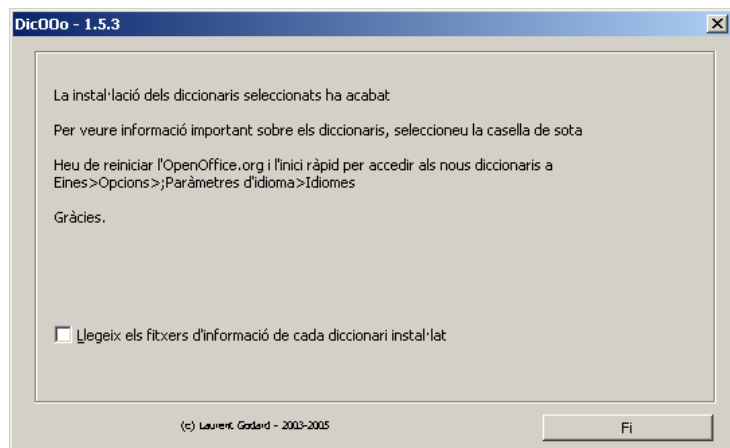 DicOOo - 1.5.3
La instal·lació dels diccionaris seleccionats ha acabat
Per veure informació important sobre els diccionaris, seleccioneu la casella de sota
Heu de reiniciar l'OpenOffice.org i l'inici ràpid per accedir als nous diccionaris a
Eines>Opcions>;Paràmetres d'idioma>Idiomes
Gràcies.
Llegeix els fitxers d'informació de cada diccionari instal·lat
(c) Laurent Godard - 2003-2005
Fi